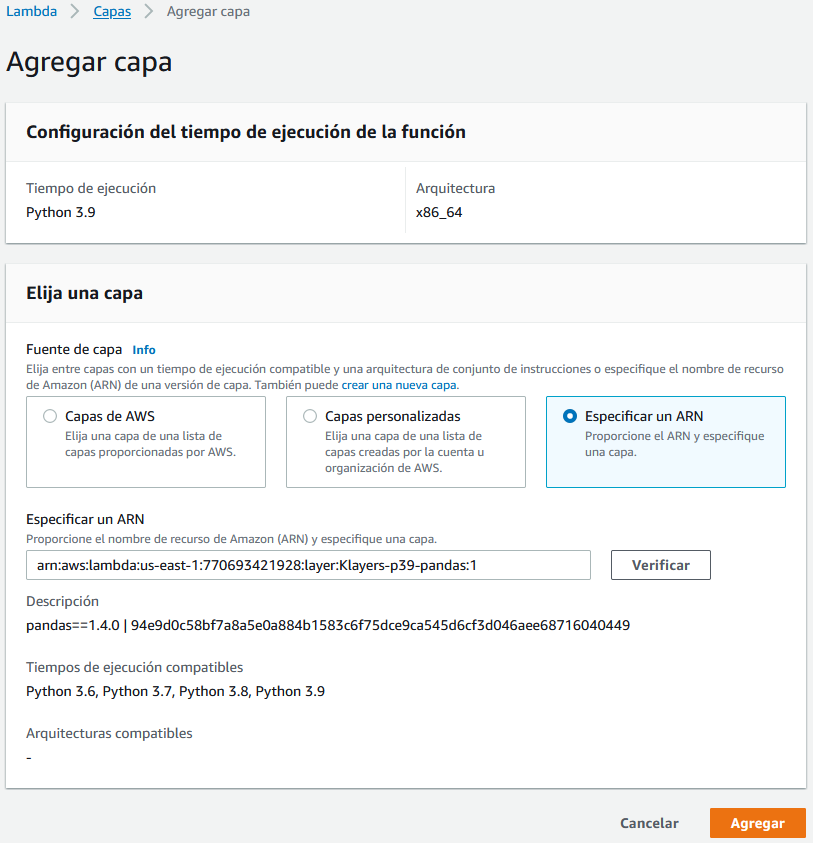 Lambda > Capas > Agregar capa
Agregar capa
Configuración del tiempo de ejecución de la función
Tiempo de ejecución
Python 3.9
Arquitectura
x86_64
Elija una capa
Fuente de capa Info
Elija entre capas con un tiempo de ejecución compatible y una arquitectura de conjunto de instrucciones o especifique el nombre de recurso
de Amazon (ARN) de una versión de capa. También puede crear una nueva capa.
Capas de AWS
Elija una capa de una lista de
capas proporcionadas por AWS.
Capas personalizadas
Elija una capa de una lista de
capas creadas por la cuenta u
organización de AWS.
Especificar un ARN
Proporcione el ARN y especifique
una capa.
Especificar un ARN
Proporcione el nombre de recurso de Amazon (ARN) y especifique una capa.
arn:aws:lambda:us-east-1:770693421928:layer:Klayers-p39-pandas:1
Verificar
Descripción
pandas==1.4.0 | 94e9d0c58bf7a8a5e0a884b1583c6f75dce9ca545d6cf3d046aee68716040449
Tiempos de ejecución compatibles
Python 3.6, Python 3.7, Python 3.8, Python 3.9
Arquitecturas compatibles
-
Cancelar
Agregar